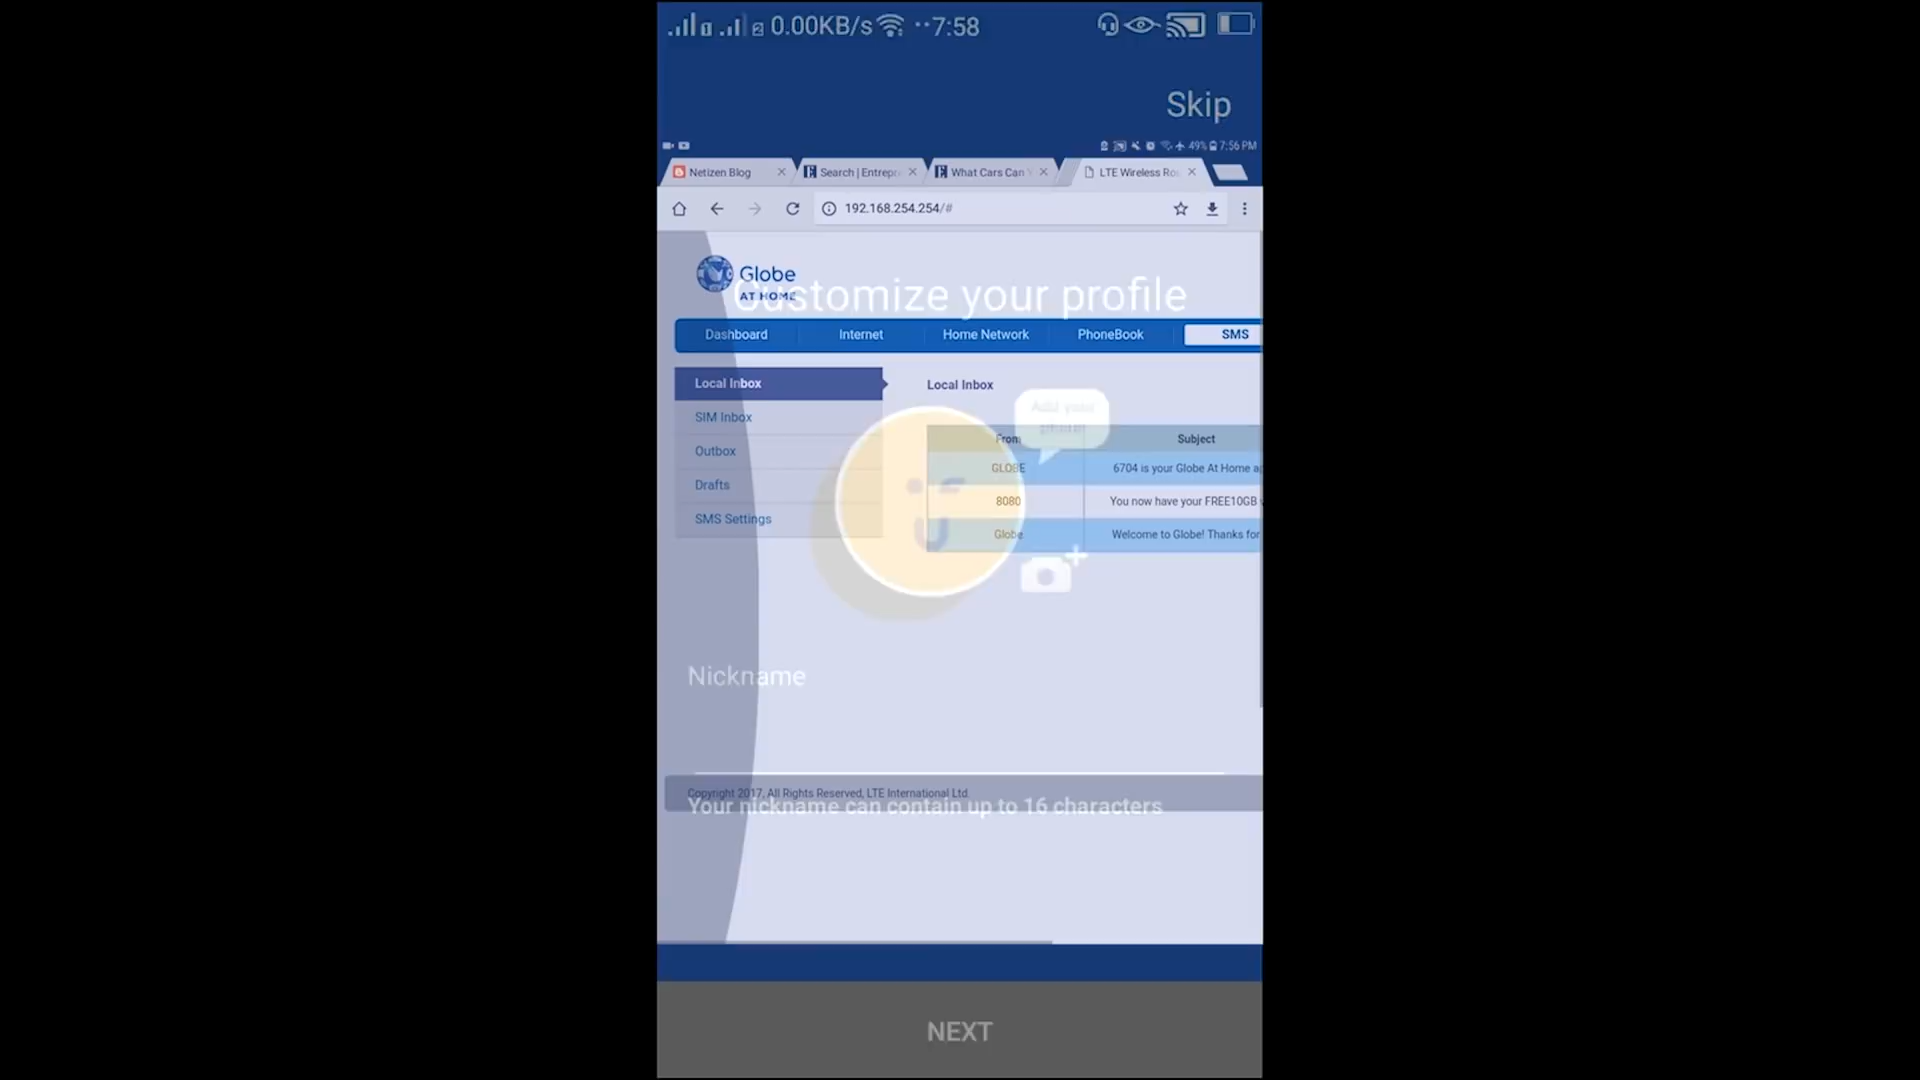 0.00KB/s ··7:58
Skip
49% 7:56 PM
Netizen Blog
Search | Entrepr
What Cars Can
LTE Wireless Ro
192.168.254.254/#
Globe
AT HOME
Customize your profile
Dashboard
Internet
Home Network
PhoneBook
SMS
Local Inbox
SIM Inbox
Outbox
Drafts
SMS Settings
Local Inbox
Add your
From
Subject
GLOBE
6704 is your Globe At Home a
8080
You now have your FREE10GB
Globe
Welcome to Globe! Thanks for
Nickname
Copyright 2017, All Rights Reserved, LTE International Ltd.
Your nickname can contain up to 16 characters
NEXT